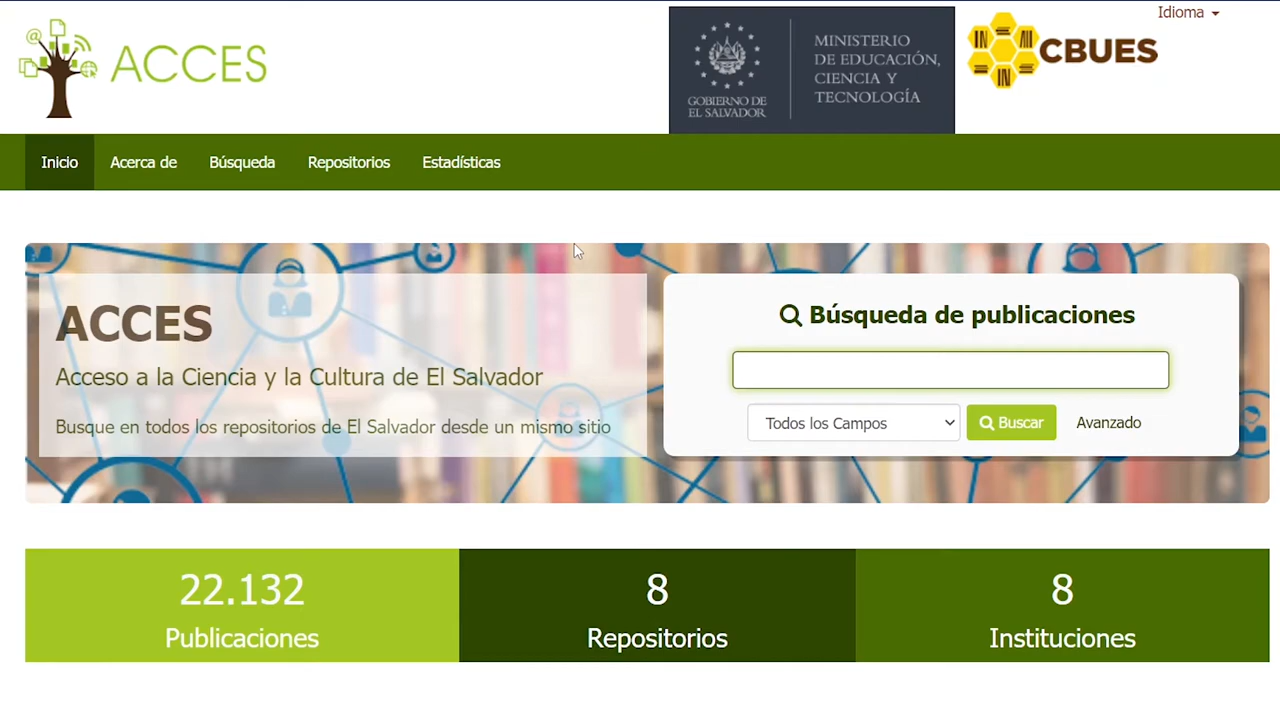 Idioma
ACCES
GOBIERNO DE
EL SALVADOR
MINISTERIO
DE EDUCACIÓN,
CIENCIA Y
TECNOLOGÍA
CBUES
Inicio
Acerca de
Búsqueda
Repositorios
Estadísticas
ACCES
Acceso a la Ciencia y la Cultura de El Salvador
Busque en todos los repositorios de El Salvador desde un mismo sitio
Búsqueda de publicaciones
Todos los Campos
Buscar
Avanzado
22.132
Publicaciones
8
Repositorios
8
Instituciones